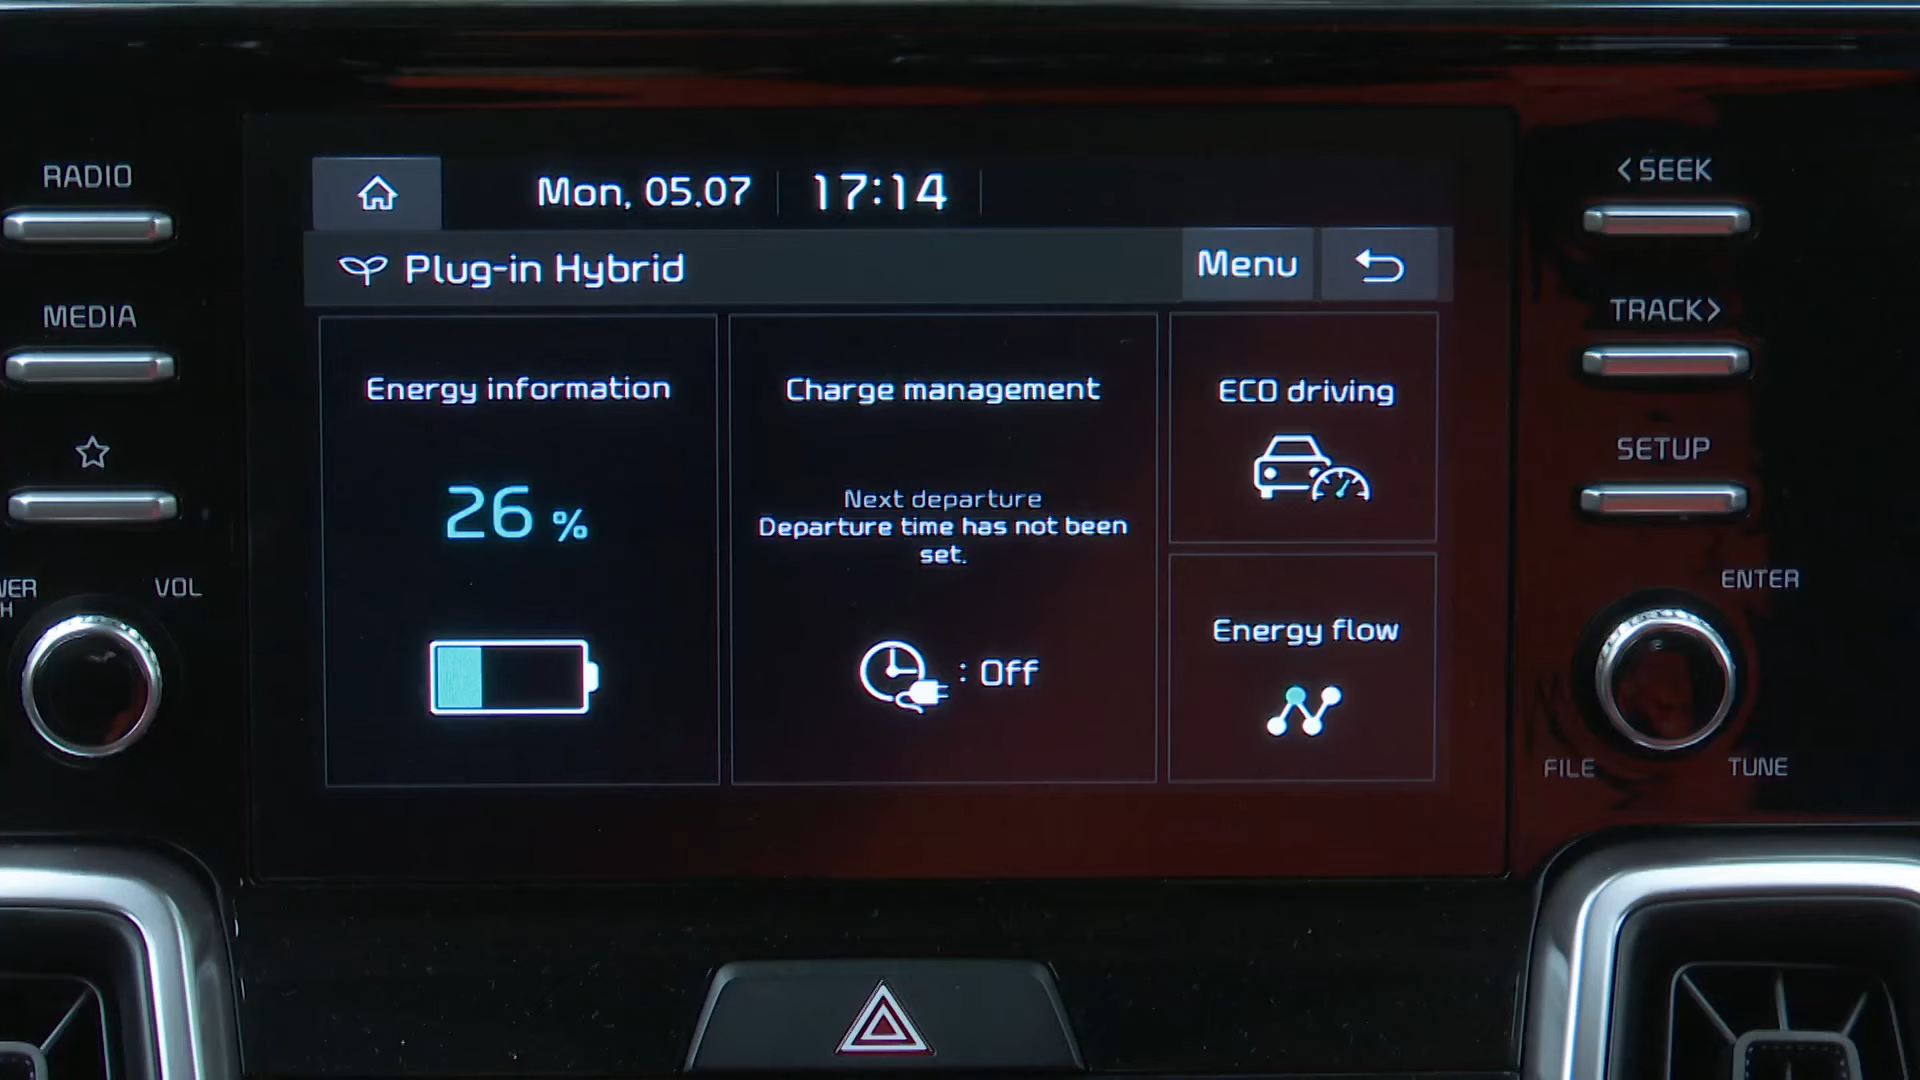 RADIO
MEDIA
VOL
Mon, 05.07
17:14
Plug-in Hybrid
Menu
Energy information
26 %
Charge management
Next departure
Departure time has not been
set.
: Off
ECO driving
Energy flow
<SEEK
TRACK>
SETUP
ENTER
FILE
TUNE